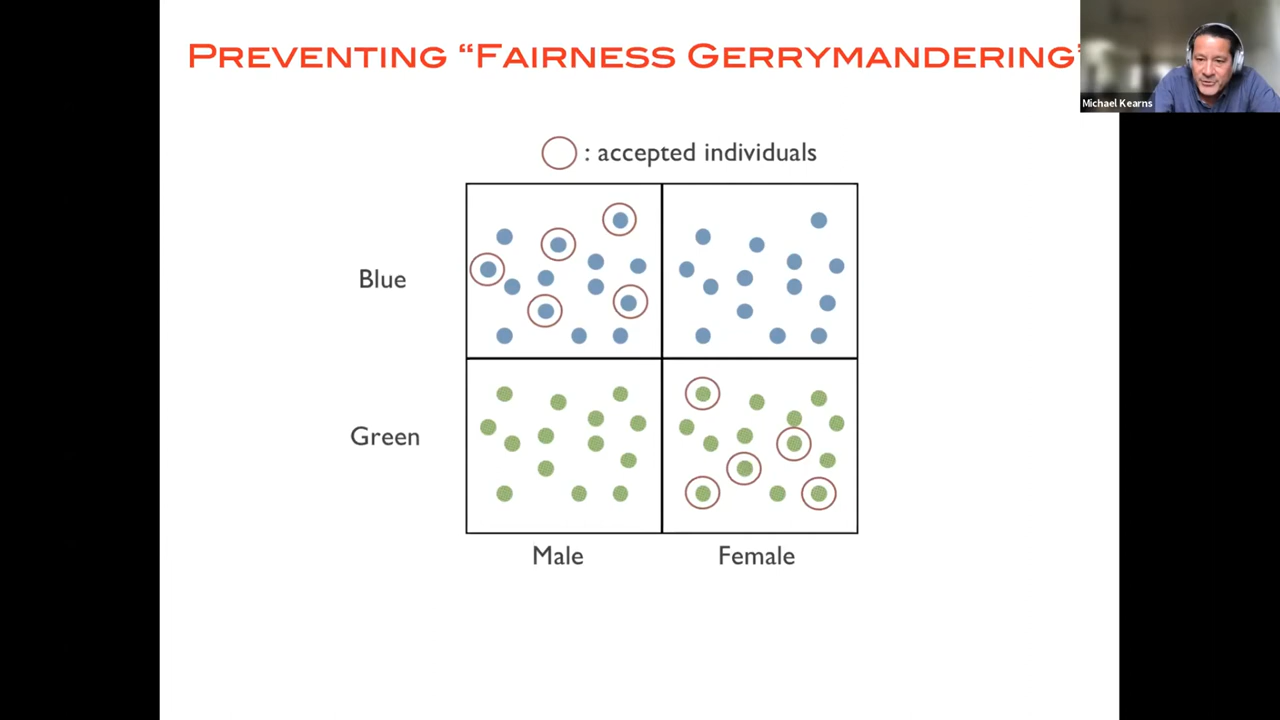 PREVENTING “FAIRNESS GERRYMANDERING”
Michael Kearns
: accepted individuals
Blue
Green
Male
Female